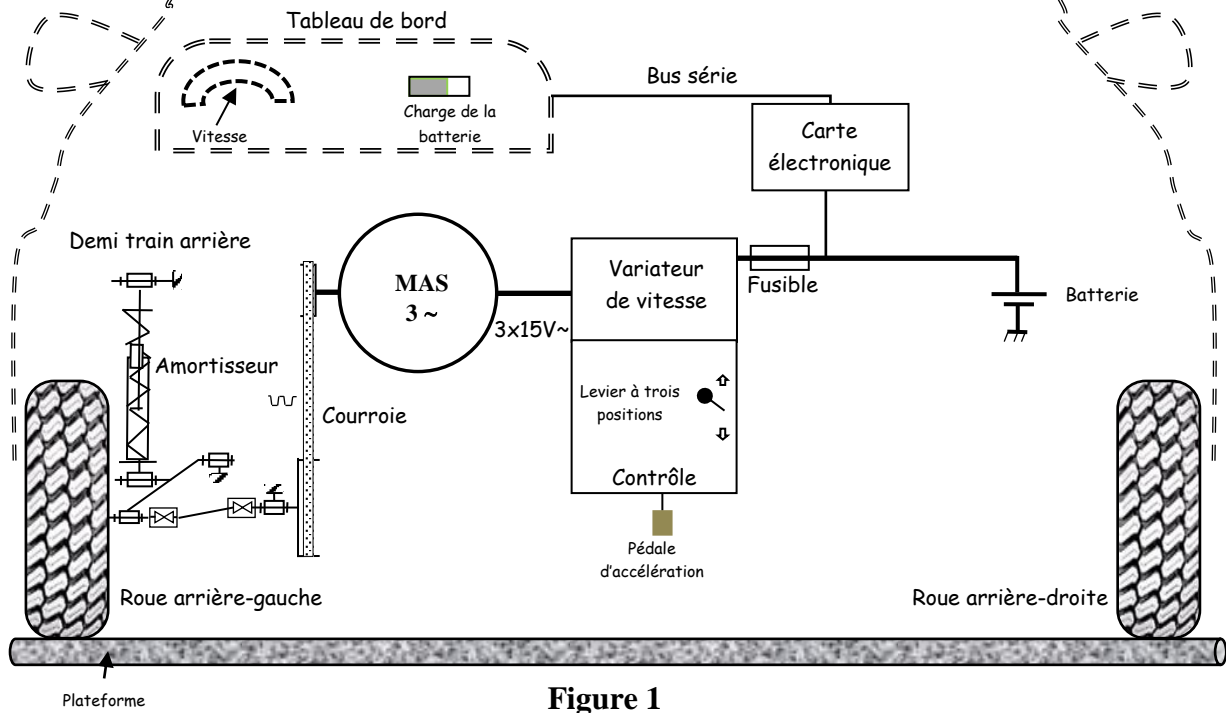 Tableau de bord
Vitesse
Charge de la
batterie
Bus série
Carte
électronique
Demi train arrière
MAS
3 ~
3x15V~
Variateur
de vitesse
Fusible
Batterie
Amortisseur
Courroie
Levier à trois
positions
Contrôle
Pédale
d'accélération
Roue arrière-gauche
Roue arrière-droite
Plateforme
Figure 1